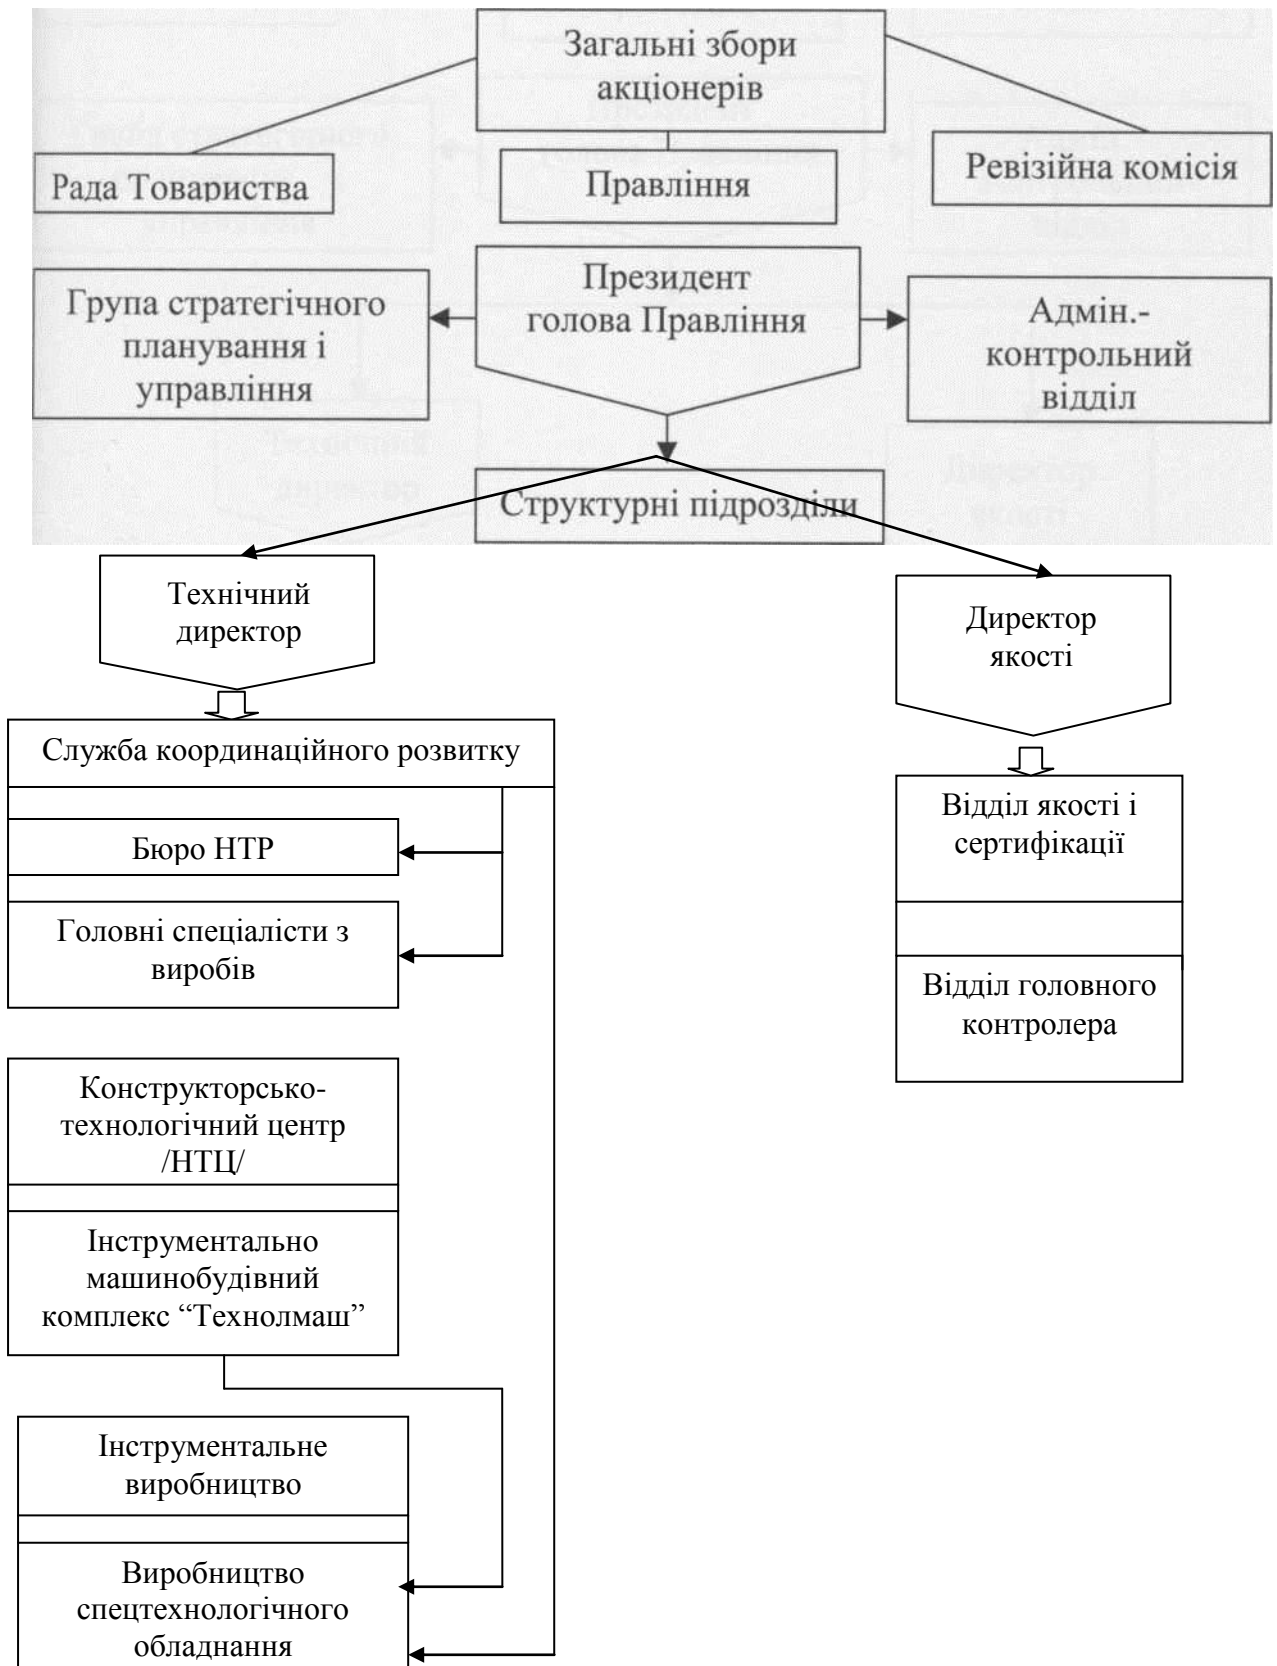 Загальні збори
акціонерів
Рада Товариства
Правління
Ревізійна комісія
Група стратегічного
планування і
управління
Президент
голова Правління
Адмін.-
контрольний
відділ
Структурні підрозділи
Технічний
директор
Директор
якості
Служба координаційного розвитку
Бюро НТР
Головні спеціалісти з
виробів
Відділ якості і
сертифікації
Відділ головного
контролера
Конструкторсько-
технологічний центр
/НТЦ/
Інструментально
машинобудівний
комплекс “Технолмаш”
Інструментальне
виробництво
Виробництво
спецтехнологічного
обладнання